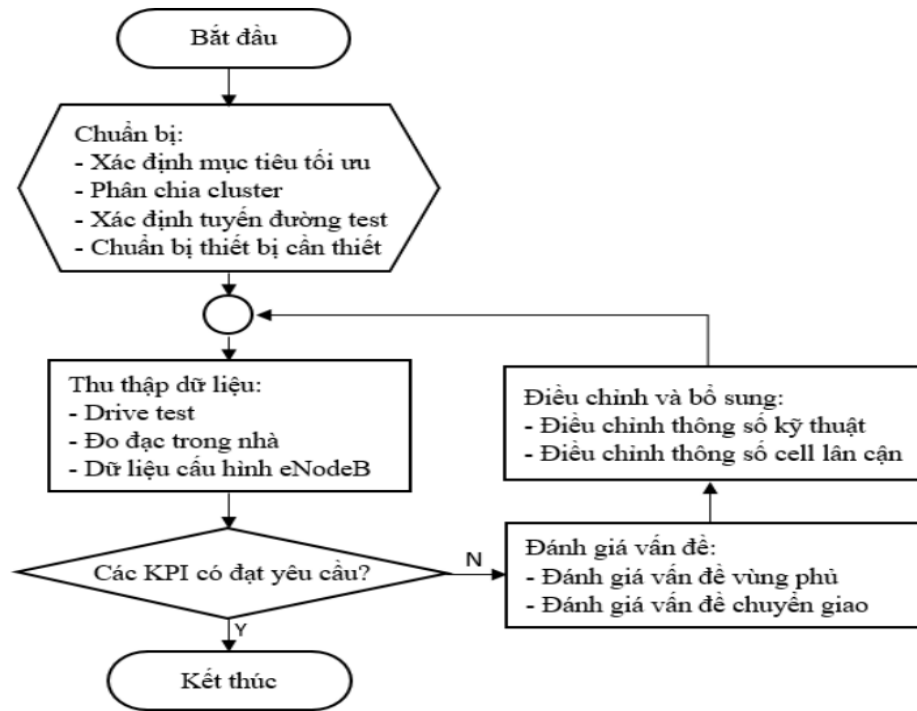 Bắt đầu
Chuẩn bị:
- Xác định mục tiêu tối ưu
- Phân chia cluster
- Xác định tuyến đường test
- Chuẩn bị thiết bị cần thiết
Thu thập dữ liệu:
- Drive test
- Đo đạc trong nhà
- Dữ liệu cấu hình eNodeB
Các KPI có đạt yêu cầu?
N
Y
Kết thúc
Đánh giá vấn đề:
- Đánh giá vấn đề vùng phủ
- Đánh giá vấn đề chuyển giao
Điều chỉnh và bổ sung:
- Điều chỉnh thông số kỹ thuật
- Điều chỉnh thông số cell lân cận